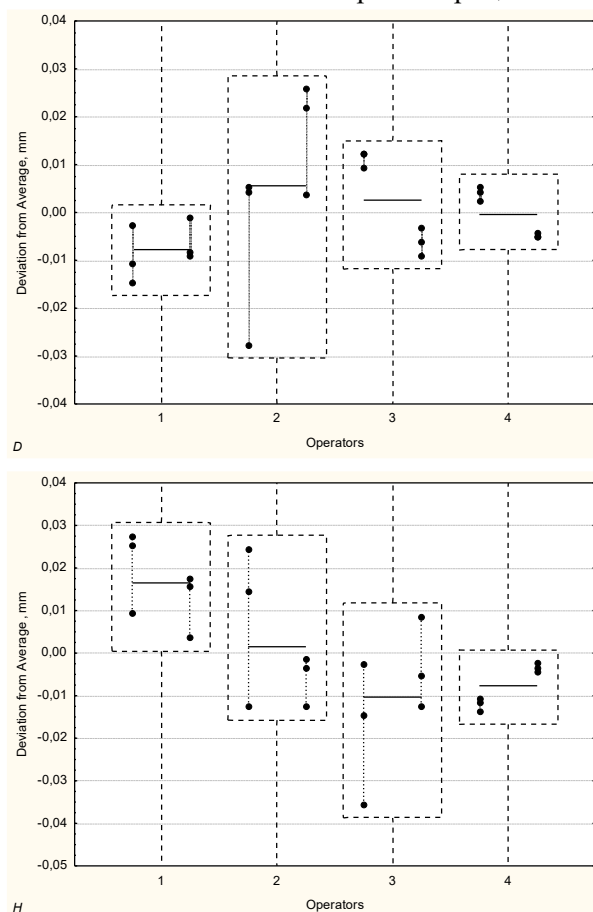 0,04
0,03
0,02
0,01
0,00
-0,01
-0,02
-0,03
-0,04
Deviation from Average, mm
1 2 3 4
Operators
D
0,04
0,03
0,02
0,01
0,00
-0,01
-0,02
-0,03
-0,04
-0,05
Deviation from Average , mm
1 2 3 4
Operators
H